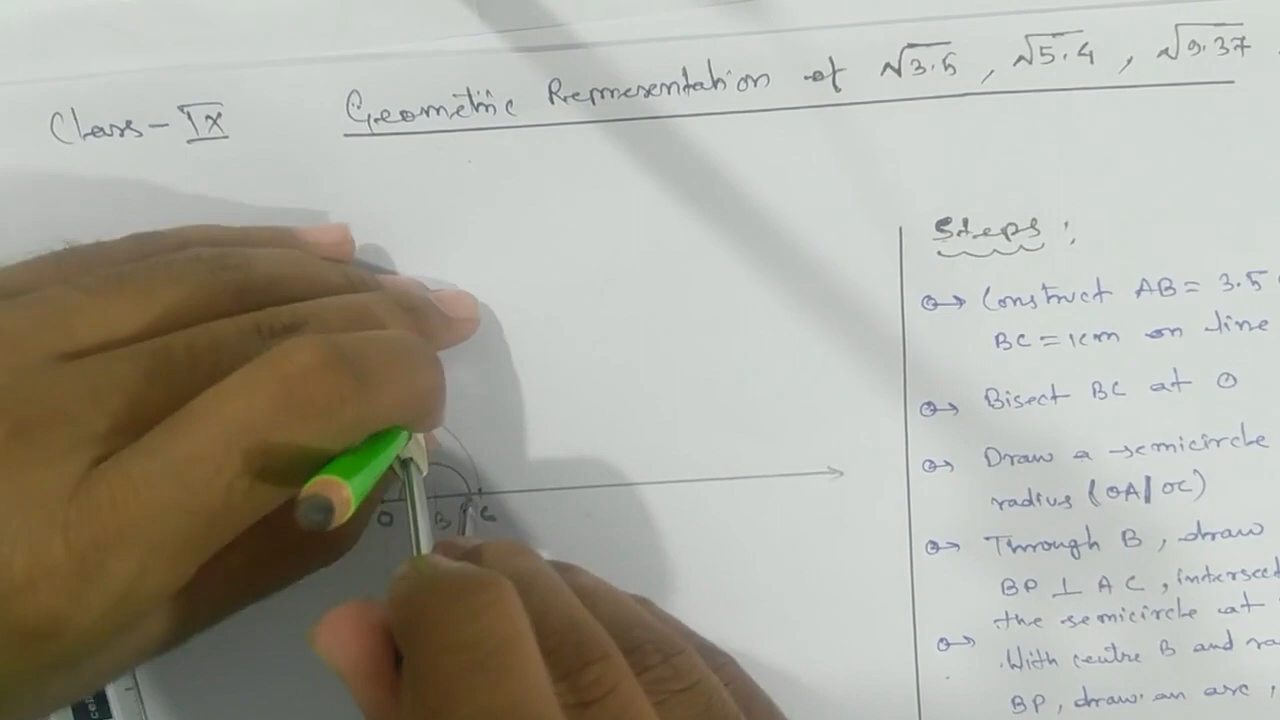 Class - IX
Geometric Representation of √3.5, √5.4, √9.37
Steps :
Construct AB = 3.5
BC = 1cm on line
Bisect BC at O
Draw a semicircle
radius (OA/OC)
Through B, draw
BP ⊥ AC, intersect
the semicircle at
With centre B and ra
BP, draw an arc,
O B C